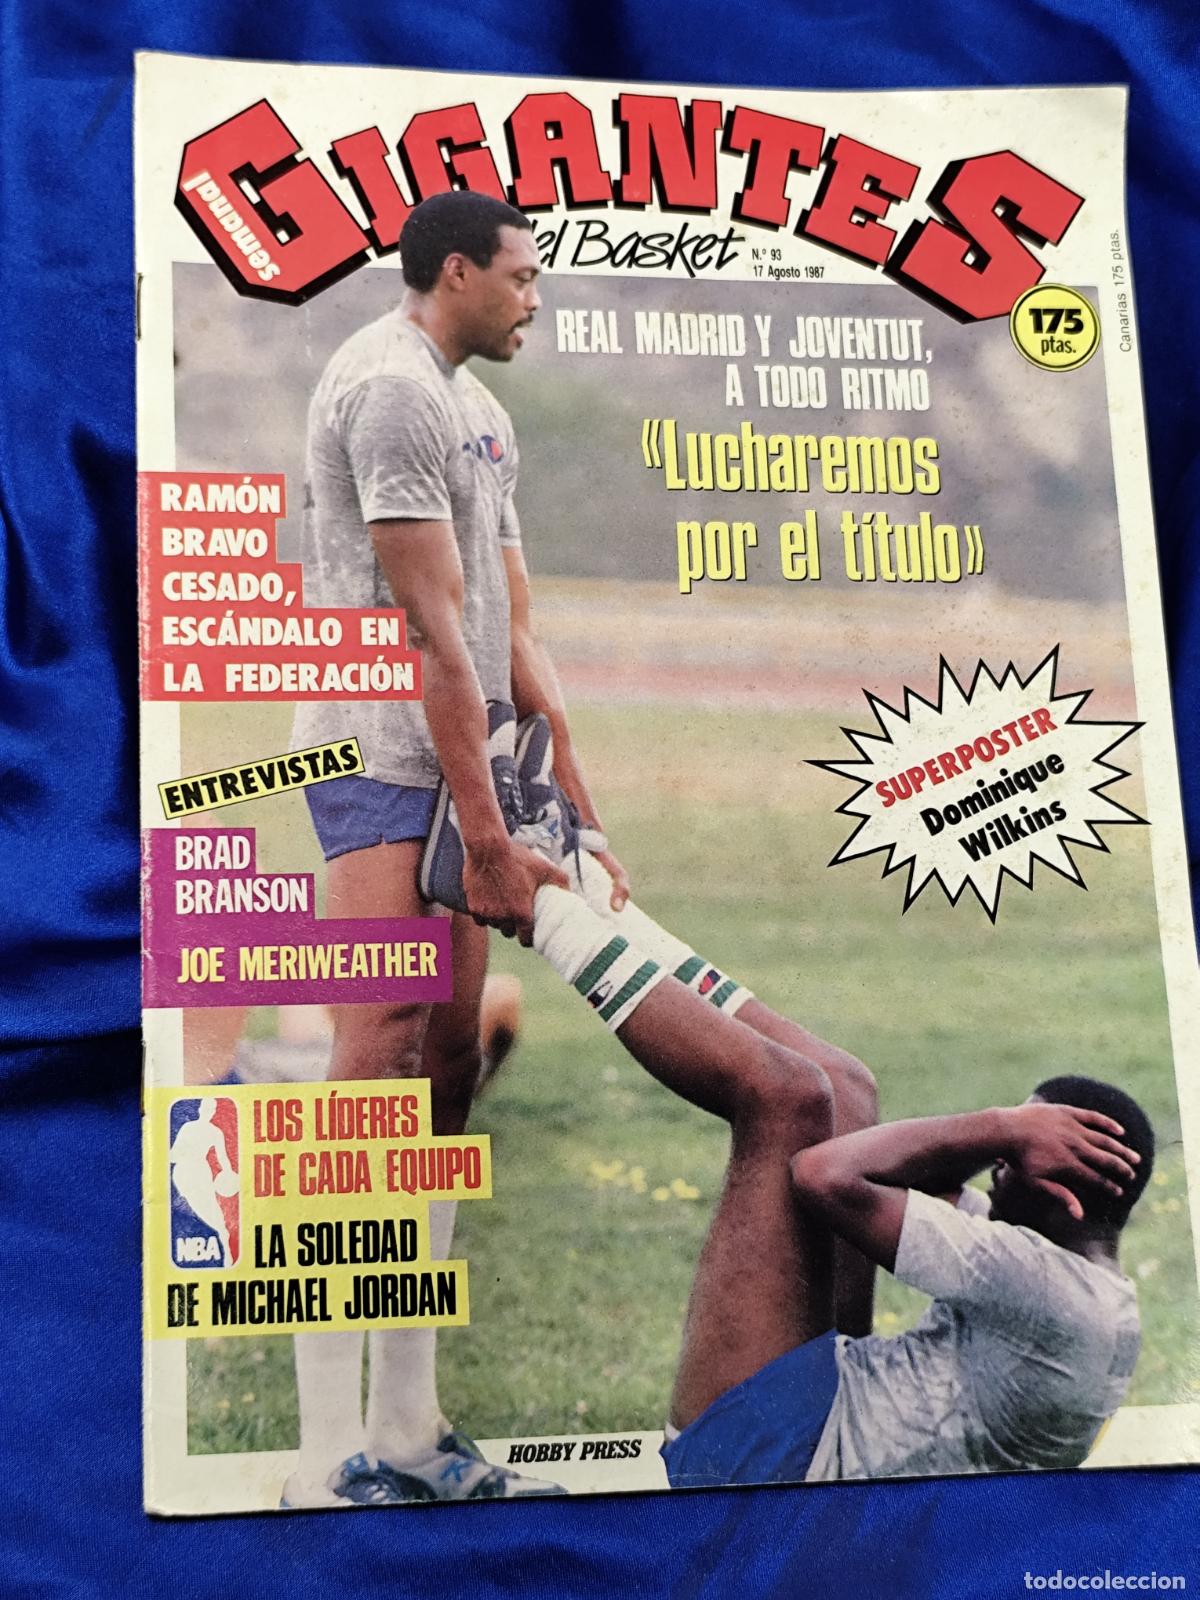 GIGANTES
semanal
del Basket
N.º 93
17 Agosto 1987
175
ptas.
Canarias 175 ptas.
REAL MADRID Y JOVENTUT,
A TODO RITMO
«Lucharemos
por el título»
RAMÓN
BRAVO
CESADO,
ESCÁNDALO EN
LA FEDERACIÓN
SUPERPOSTER
Dominique
Wilkins
ENTREVISTAS
BRAD
BRANSON
JOE MERIWEATHER
NBA
LOS LÍDERES
DE CADA EQUIPO
LA SOLEDAD
DE MICHAEL JORDAN
HOBBY PRESS
todocoleccion